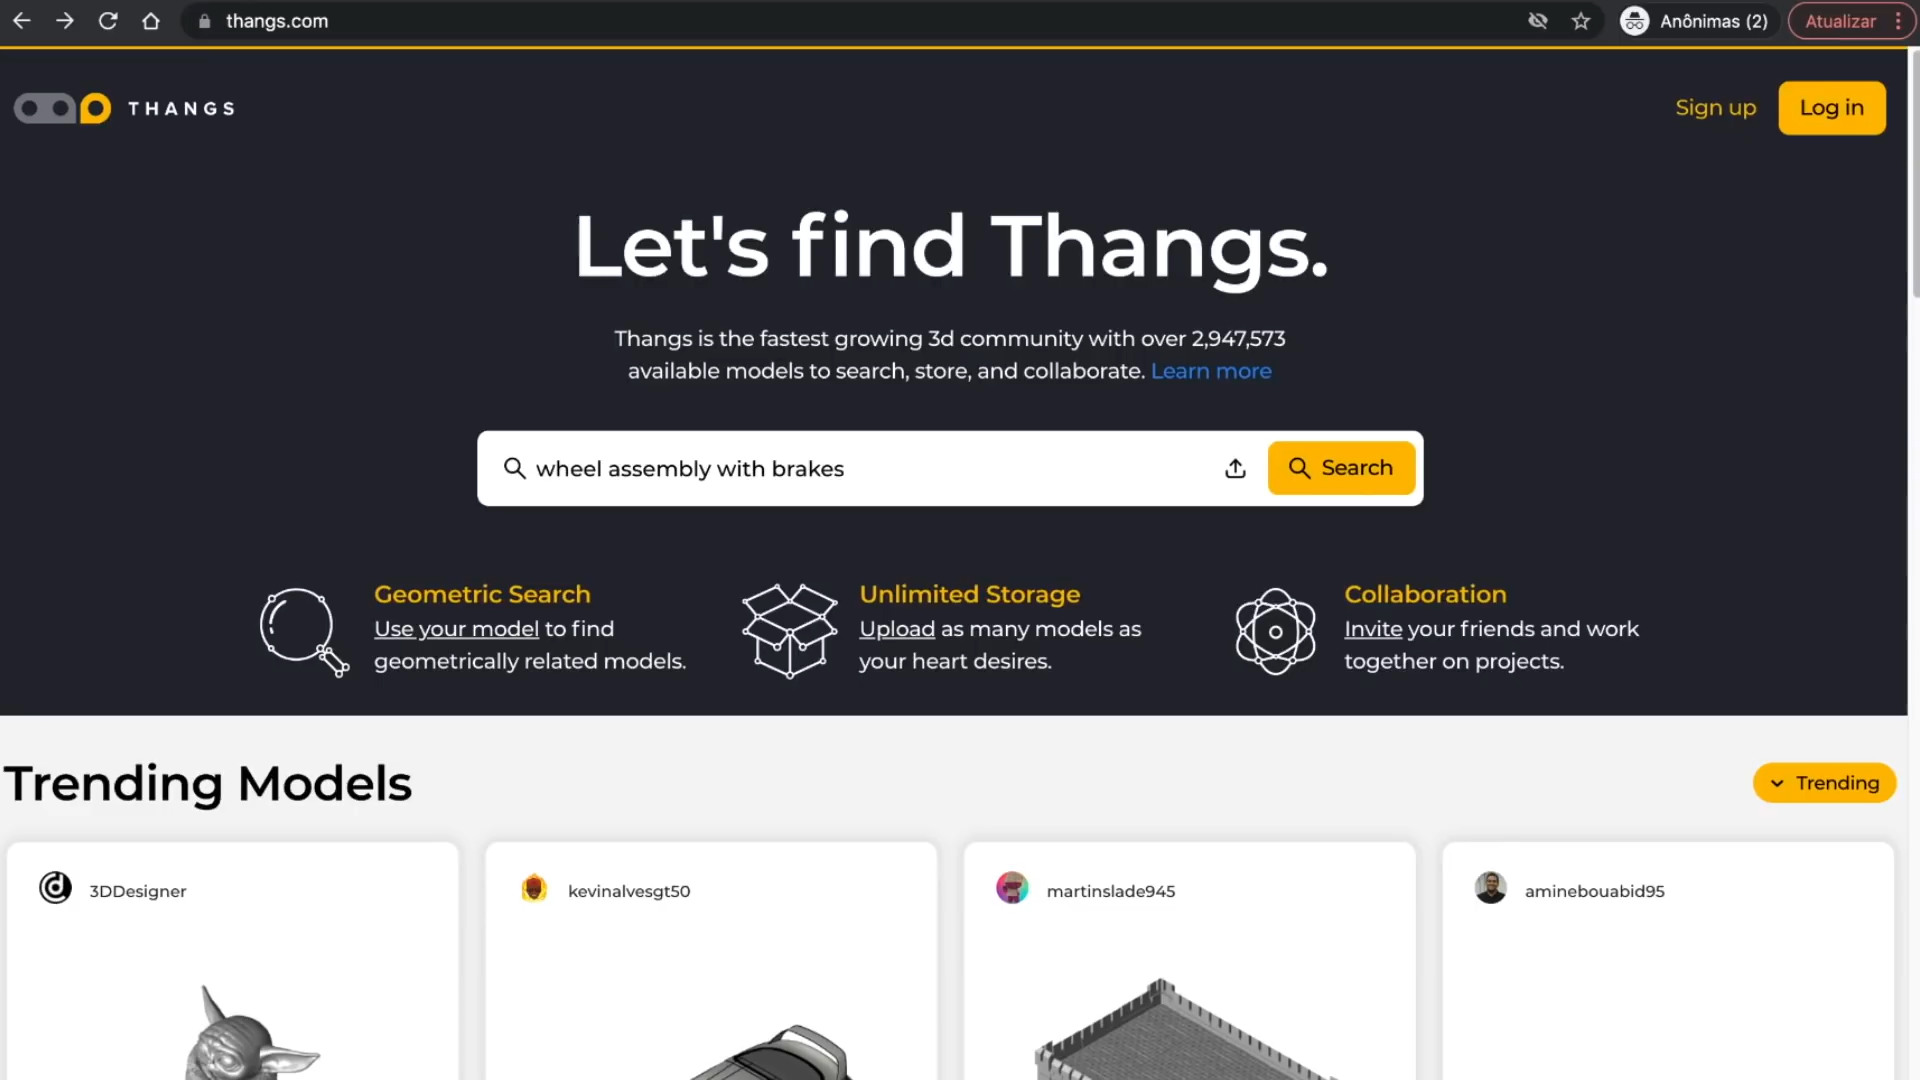 thangs.com
Anônimas (2)
Atualizar
THANGS
Sign up
Log in
Let's find Thangs.
Thangs is the fastest growing 3d community with over 2,947,573
available models to search, store, and collaborate. Learn more
wheel assembly with brakes
Search
Geometric Search
Use your model to find
geometrically related models.
Unlimited Storage
Upload as many models as
your heart desires.
Collaboration
Invite your friends and work
together on projects.
Trending Models
Trending
3DDesigner
kevinalvesgt50
martinslade945
aminebouabid95